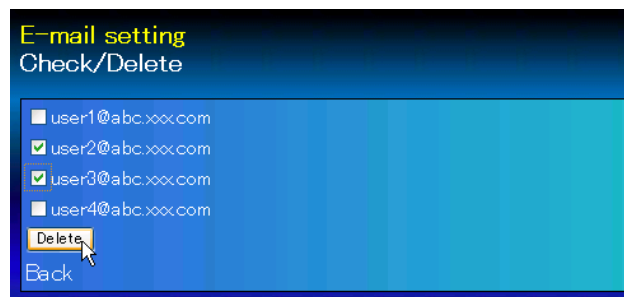 E-mail setting
Check/Delete
user1@abc.xxx.com
user2@abc.xxx.com
user3@abc.xxx.com
user4@abc.xxx.com
Delete
Back